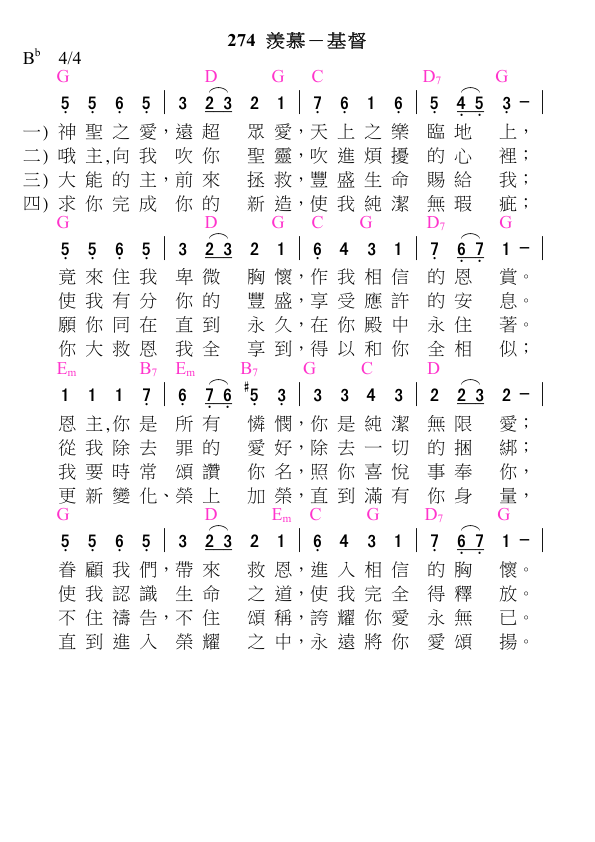 274 羨慕－基督
B♭ 4/4
G D G C D7 G
5 5 6 5 | 3 2 3 2 1 | 7 6 1 6 | 5 4 5 3 － |
一) 神聖之愛，遠超 眾愛，天上之樂 臨地 上，
二) 哦主,向我 吹你 聖靈，吹進煩擾 的心 裡；
三) 大能的主，前來 拯救，豐盛生命 賜給 我；
四) 求你完成 你的 新造，使我純潔 無瑕 疵；
G D G C G D7 G
5 5 6 5 | 3 2 3 2 1 | 6 4 3 1 | 7 6 7 1 － |
竟來住我 卑微 胸懷，作我相信 的恩 賞。
使我有分 你的 豐盛，享受應許 的安 息。
願你同在 直到 永久，在你殿中 永住 著。
你大救恩 我全 享到，得以和你 全相 似；
Em B7 Em B7 G C D
1 1 1 7 | 6 7 6 #5 3 | 3 3 4 3 | 2 2 3 2 － |
恩主,你是 所有 憐憫，你是純潔 無限 愛；
從我除去 罪的 愛好，除去一切 的捆 綁；
我要時常 頌讚 你名，照你喜悅 事奉 你，
更新變化、榮上 加榮，直到滿有 你身 量，
G D Em C G D7 G
5 5 6 5 | 3 2 3 2 1 | 6 4 3 1 | 7 6 7 1 － |
眷顧我們，帶來 救恩，進入相信 的胸 懷。
使我認識 生命 之道，使我完全 得釋 放。
不住禱告，不住 頌稱，誇耀你愛 永無 已。
直到進入 榮耀 之中，永遠將你 愛頌 揚。